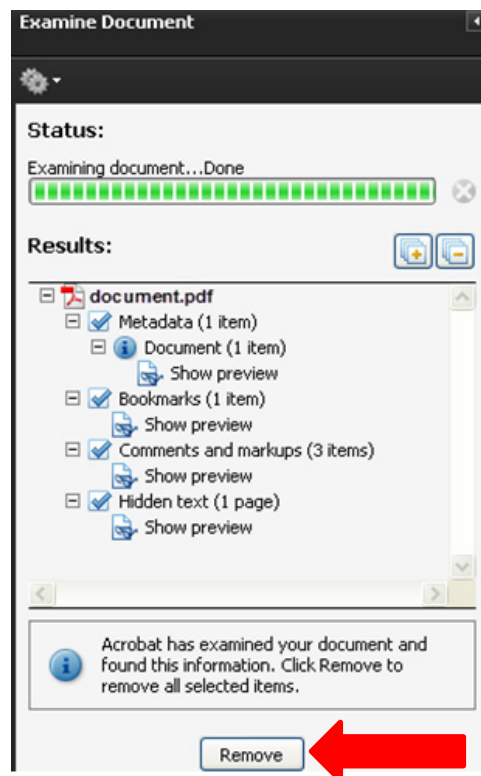 Examine Document
Status:
Examining document...Done
Results:
document.pdf
Metadata (1 item)
Document (1 item)
Show preview
Bookmarks (1 item)
Show preview
Comments and markups (3 items)
Show preview
Hidden text (1 page)
Show preview
Acrobat has examined your document and
found this information. Click Remove to
remove all selected items.
Remove